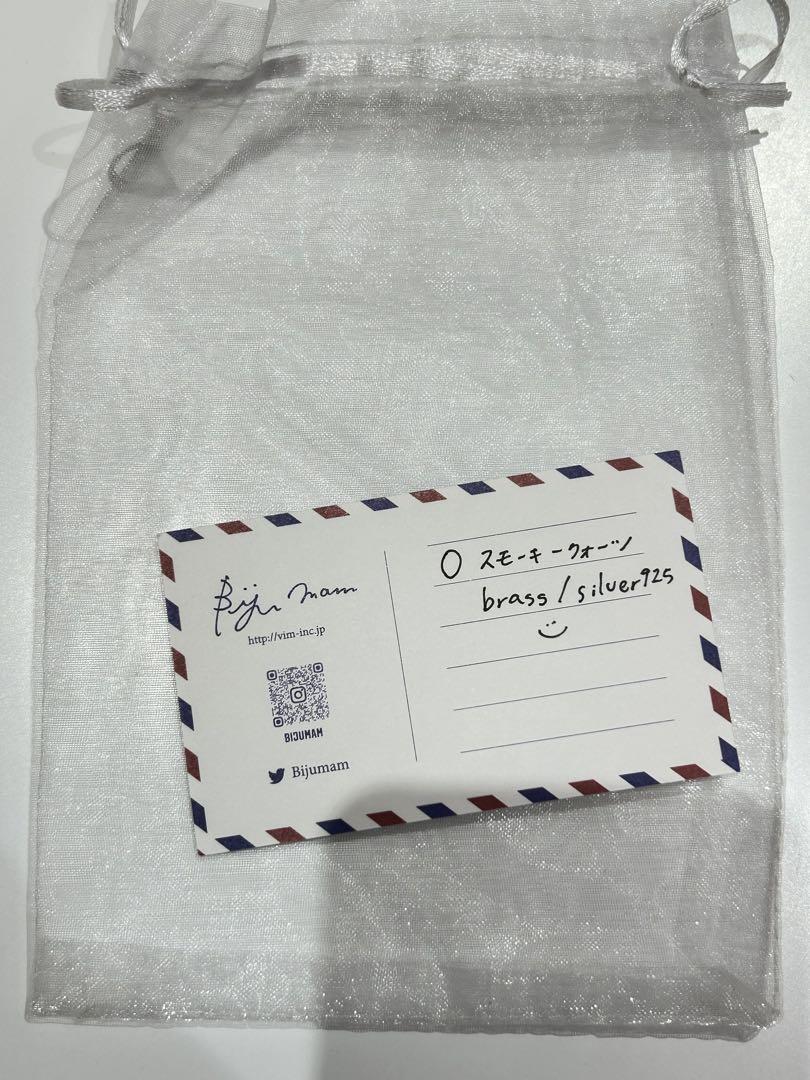 Biju mam
http://vim-inc.jp
BIJUMAM
Bijumam
スモーキークォーツ
brass / silver925